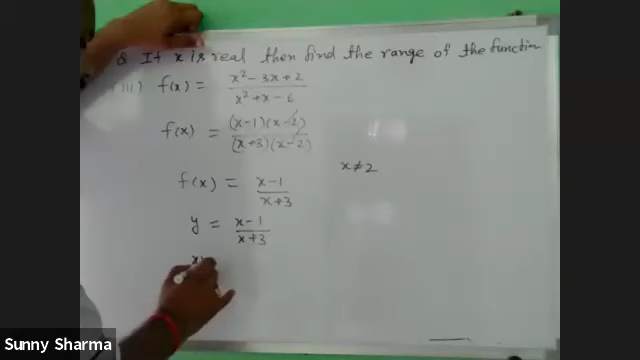 Q If x is real then find the range of the function
(iii) f(x) = x² - 3x + 2 / x² + x - 6
f(x) = (x-1)(x-2) / (x+3)(x-2)
x ≠ 2
f(x) = x-1 / x+3
y = x-1 / x+3
Sunny Sharma